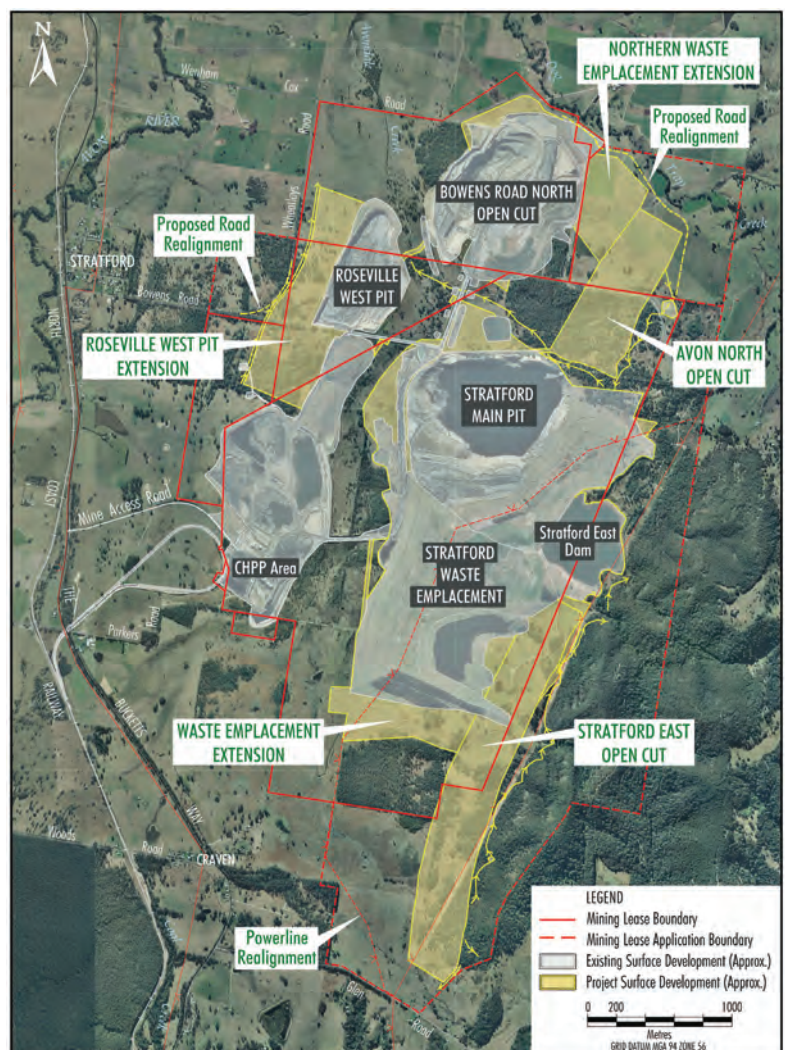 N
NORTHERN WASTE
EMPLACEMENT EXTENSION
Wenham
Cox
Road
Avondale
Creek
RIVER
Road
Wheatleys
Proposed Road
Realignment
BOWENS ROAD NORTH
OPEN CUT
Creek
Proposed Road
Realignment
STRATFORD
Bowens Road
NORTH
ROSEVILLE
WEST PIT
ROSEVILLE WEST PIT
EXTENSION
AVON NORTH
OPEN CUT
STRATFORD
MAIN PIT
COAST
Mine Access Road
CHPP Area
STRATFORD
WASTE
EMPLACEMENT
Stratford East
Dam
THE
Parkers
Road
RAILWAY
BUCKETTS
WAY
WASTE EMPLACEMENT
EXTENSION
STRATFORD EAST
OPEN CUT
Woods
Road
CRAVEN
Powerline
Realignment
Glen
Road
LEGEND
Mining Lease Boundary
Mining Lease Application Boundary
Existing Surface Development (Approx.)
Project Surface Development (Approx.)
0 200 1000
Metres
GRID DATUM MGA 94 ZONE 56